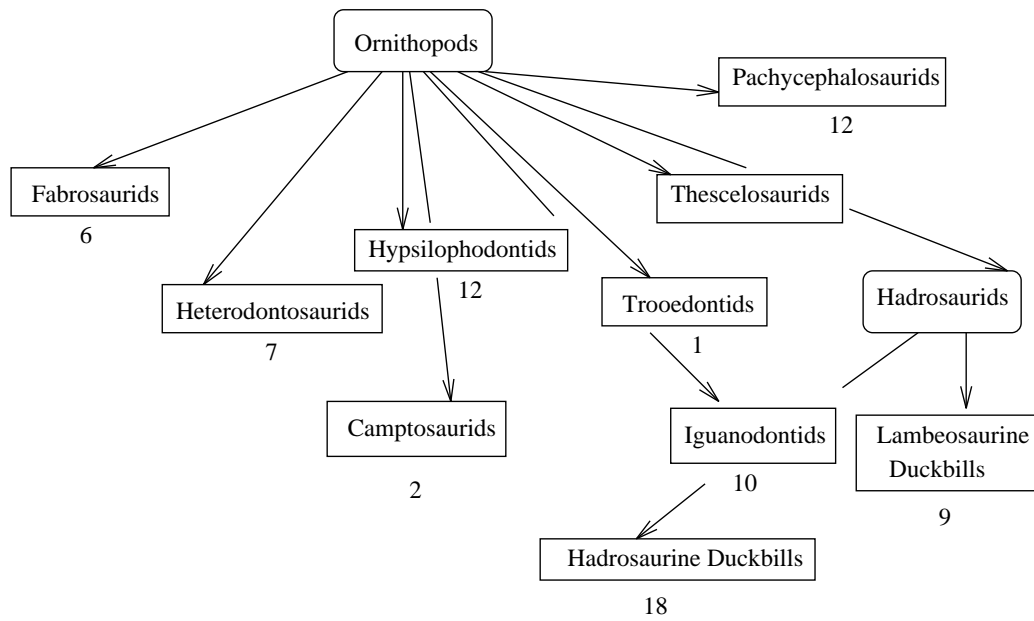 Ornithopods
Pachycephalosaurids
12
Fabrosaurids
6
Thescelosaurids
Hypsilophodontids
12
Heterodontosaurids
7
Trooedontids
1
Hadrosaurids
Camptosaurids
2
Iguanodontids
10
Lambeosaurine
Duckbills
9
Hadrosaurine Duckbills
18